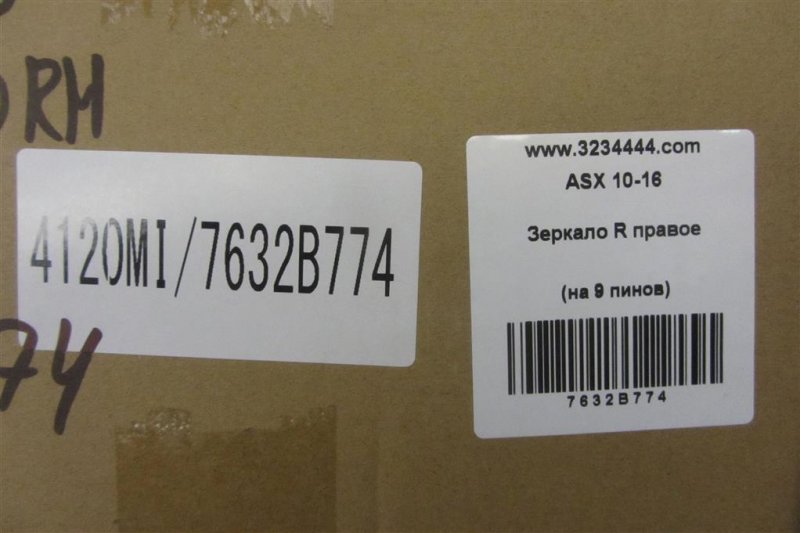 RH
4120MI/7632B774
74
www.3234444.com
ASX 10-16
Зеркало R правое
(на 9 пинов)
7632B774